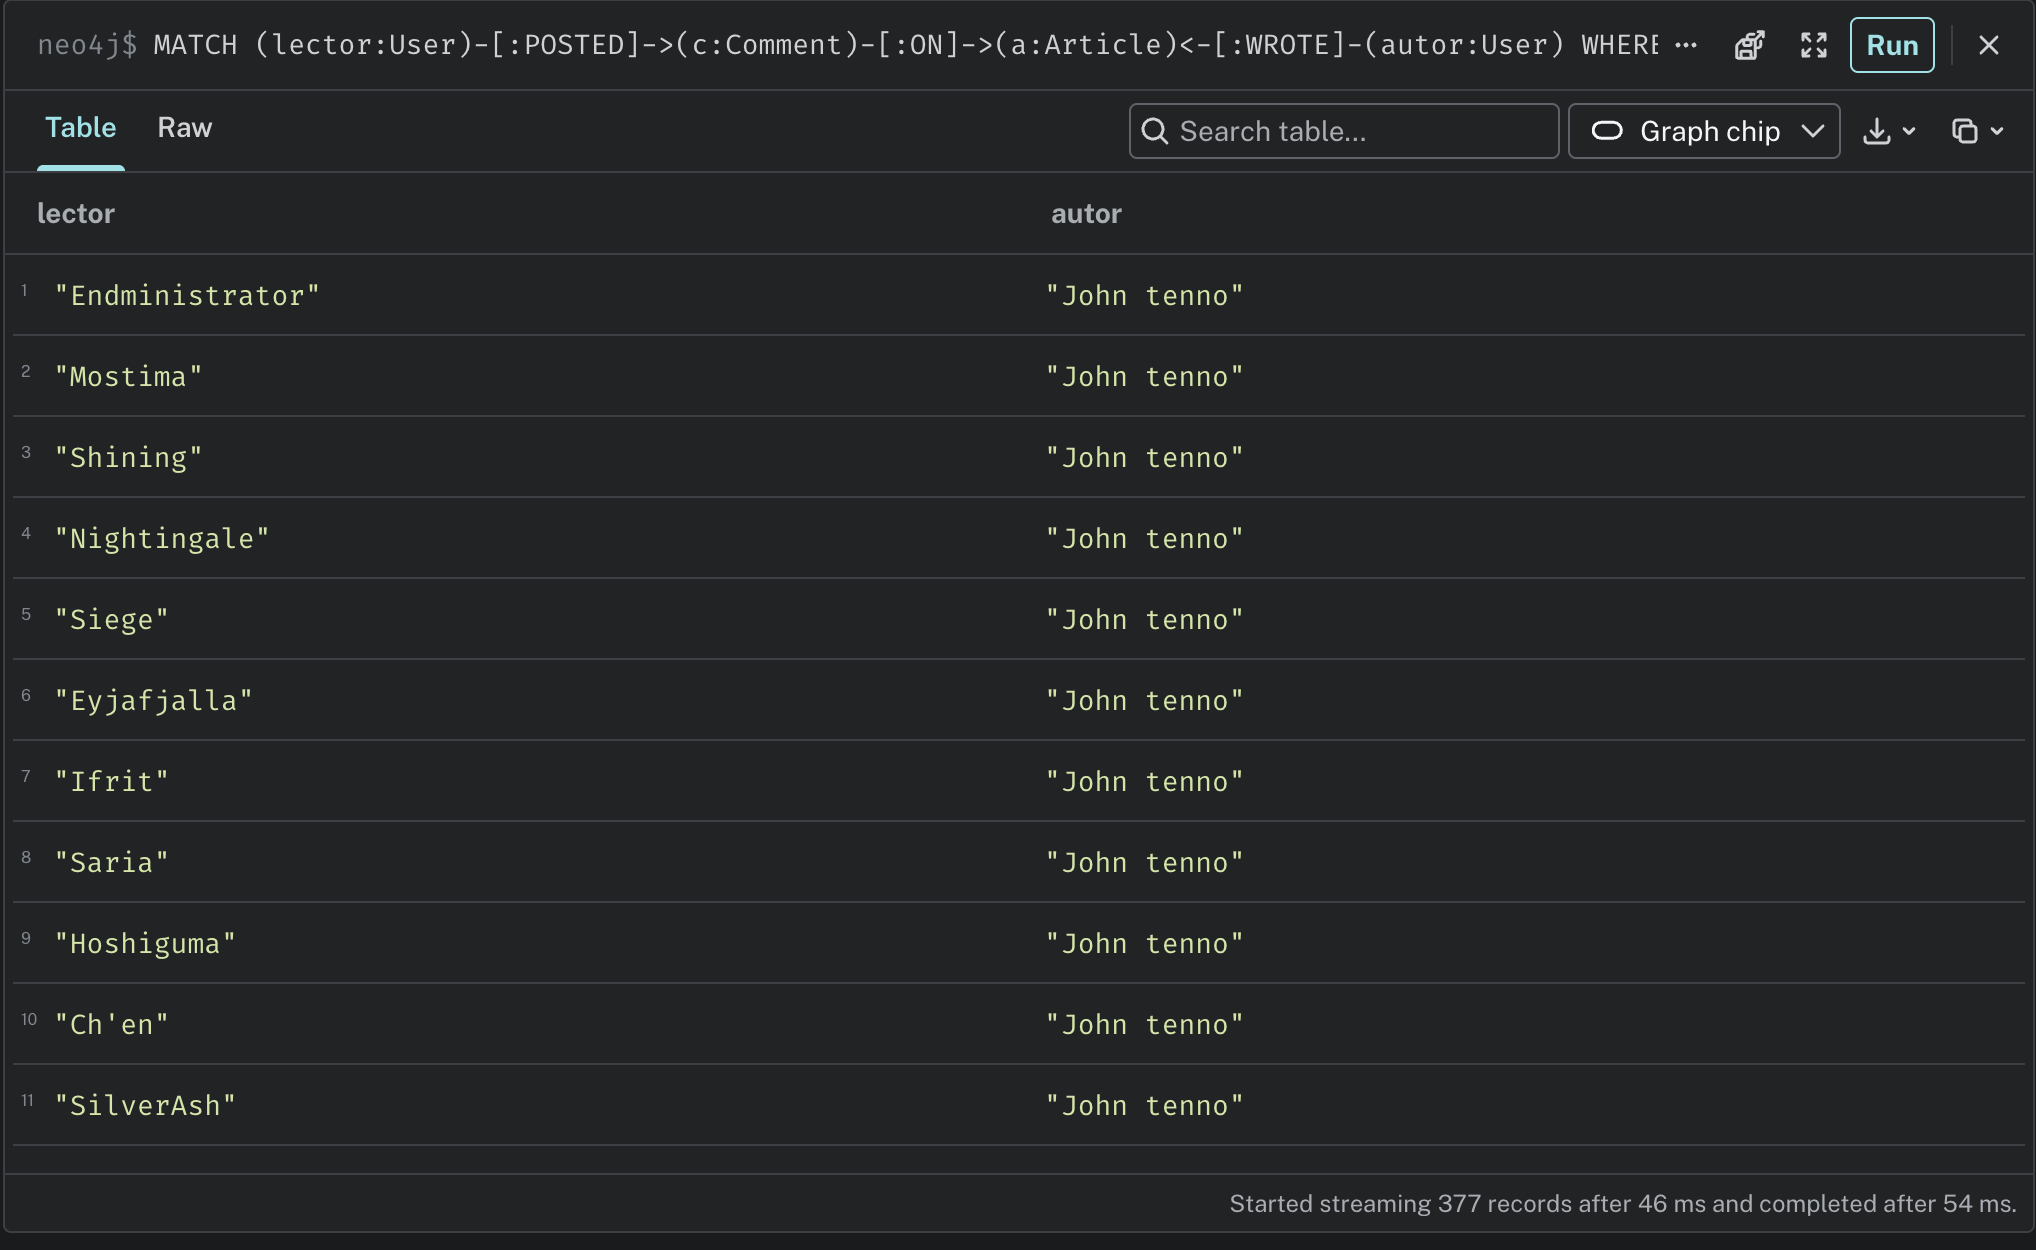 neo4j$ MATCH (lector:User)-[:POSTED]->(c:Comment)-[:ON]->(a:Article)<-[:WROTE]-(autor:User) WHERE ... Run
Table Raw Search table... Graph chip
lector autor
1 "Endministrator" "John tenno"
2 "Mostima" "John tenno"
3 "Shining" "John tenno"
4 "Nightingale" "John tenno"
5 "Siege" "John tenno"
6 "Eyjafjalla" "John tenno"
7 "Ifrit" "John tenno"
8 "Saria" "John tenno"
9 "Hoshiguma" "John tenno"
10 "Ch'en" "John tenno"
11 "SilverAsh" "John tenno"
Started streaming 377 records after 46 ms and completed after 54 ms.